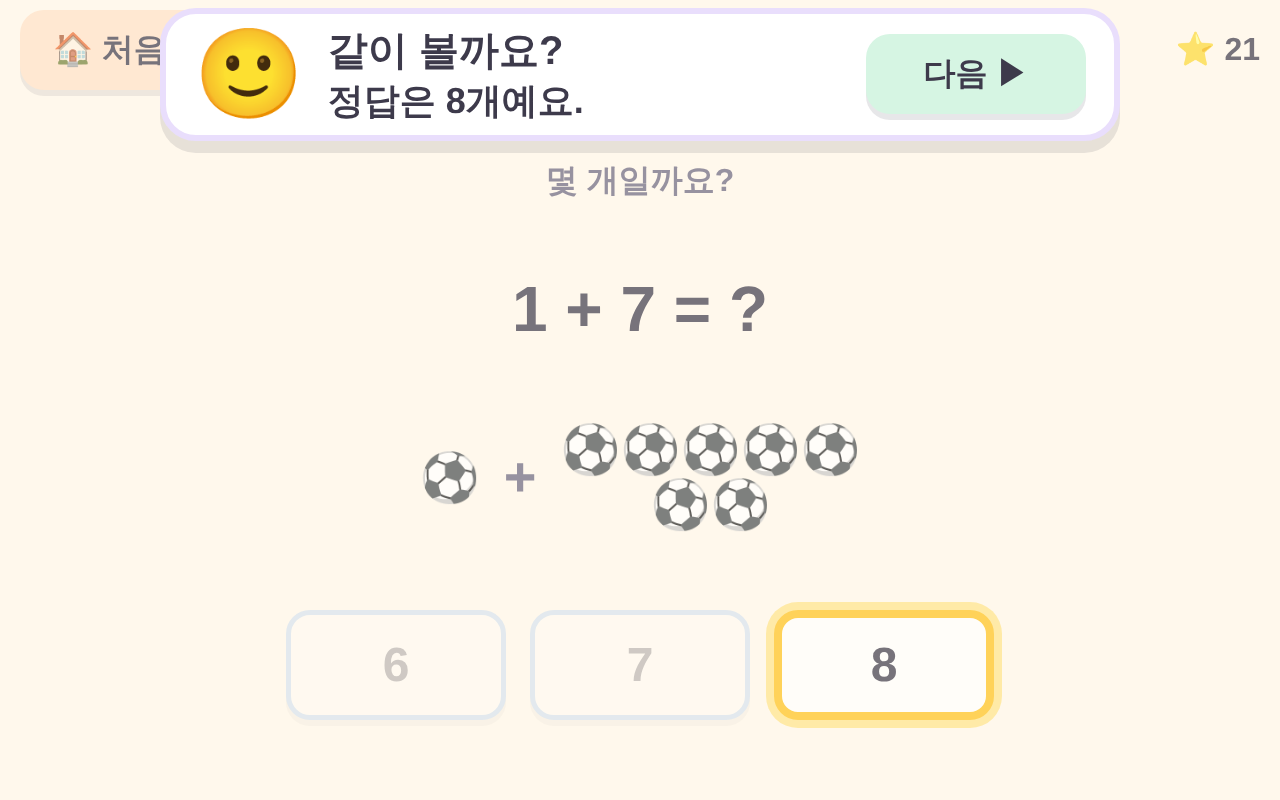 처음
같이 볼까요?
정답은 8개예요.
다음 ▶
21
몇 개일까요?
1 + 7 = ?
+
6
7
8